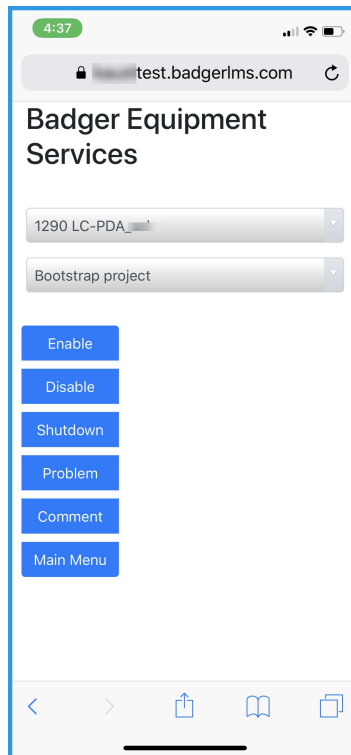 4:37
test.badgerlms.com
Badger Equipment
Services
1290 LC-PDA_
Bootstrap project
Enable
Disable
Shutdown
Problem
Comment
Main Menu